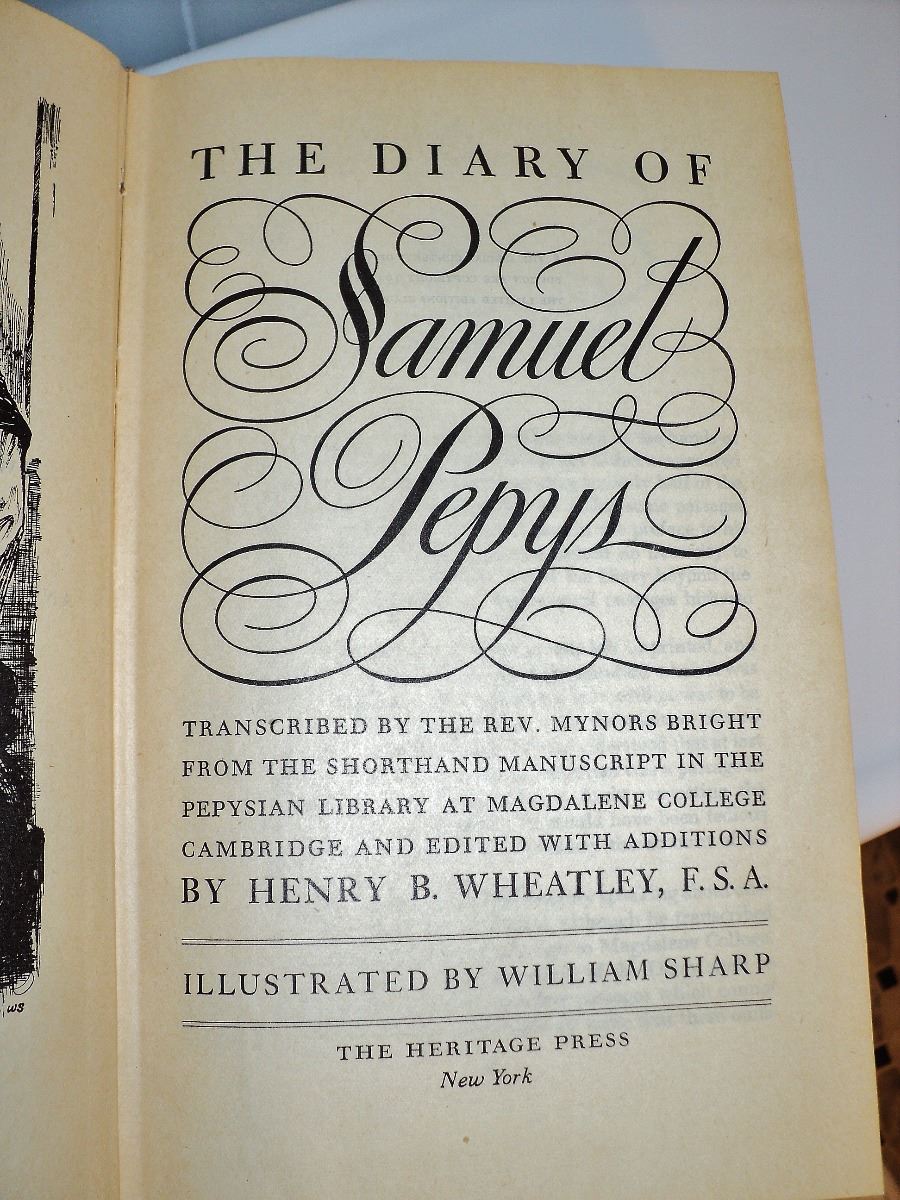 THE DIARY OF
Samuel
Pepys
TRANSCRIBED BY THE REV. MYNORS BRIGHT
FROM THE SHORTHAND MANUSCRIPT IN THE
PEPYSIAN LIBRARY AT MAGDALENE COLLEGE
CAMBRIDGE AND EDITED WITH ADDITIONS
BY HENRY B. WHEATLEY, F.S.A.
ILLUSTRATED BY WILLIAM SHARP
THE HERITAGE PRESS
New York
WS